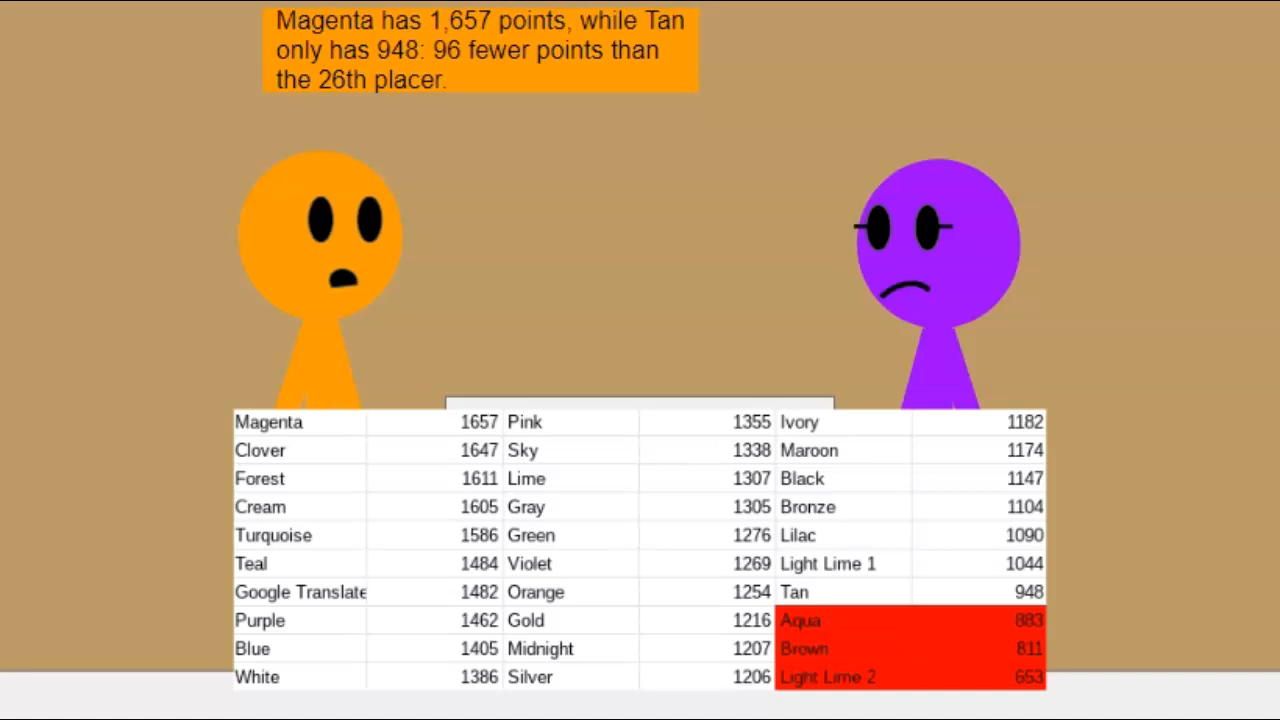 Magenta has 1,657 points, while Tan
only has 948: 96 fewer points than
the 26th placer.
Magenta 1657 Pink 1355 Ivory 1182
Clover 1647 Sky 1338 Maroon 1174
Forest 1611 Lime 1307 Black 1147
Cream 1605 Gray 1305 Bronze 1104
Turquoise 1586 Green 1276 Lilac 1090
Teal 1484 Violet 1269 Light Lime 1 1044
Google Translate 1482 Orange 1254 Tan 948
Purple 1462 Gold 1216 Aqua 883
Blue 1405 Midnight 1207 Brown 811
White 1386 Silver 1206 Light Lime 2 653